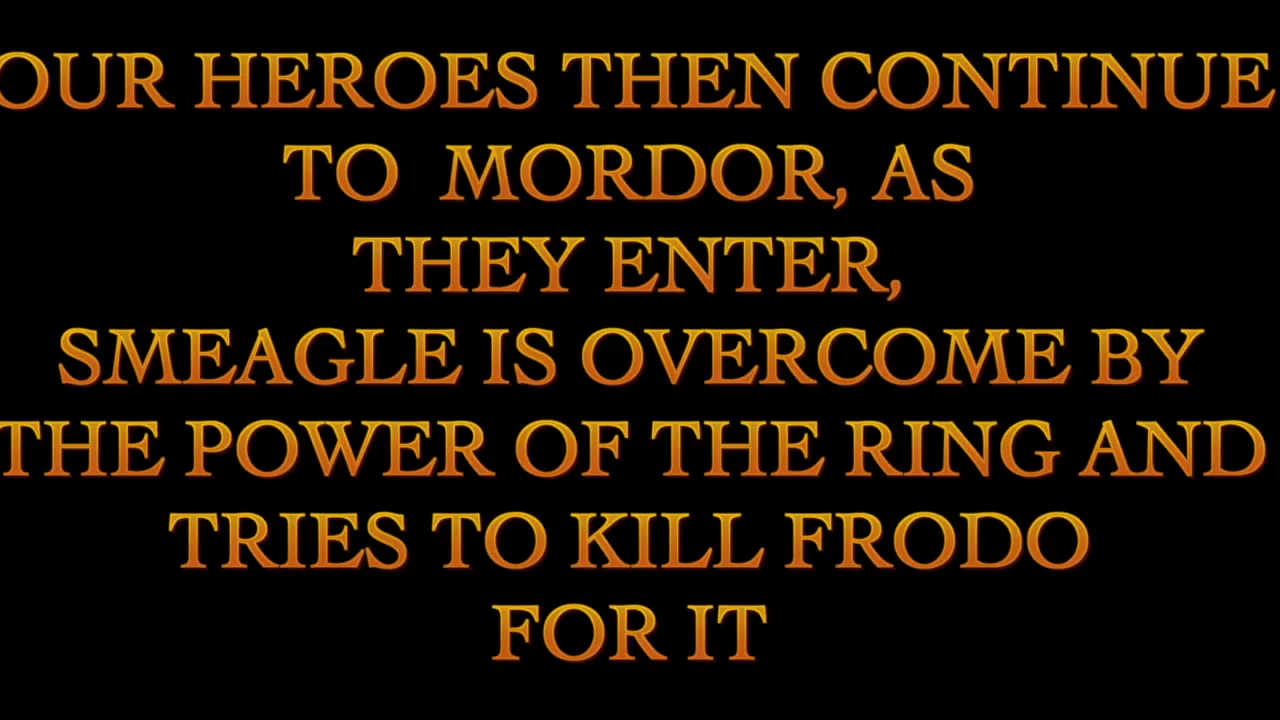 OUR HEROES THEN CONTINUE
TO MORDOR, AS
THEY ENTER,
SMEAGLE IS OVERCOME BY
THE POWER OF THE RING AND
TRIES TO KILL FRODO
FOR IT